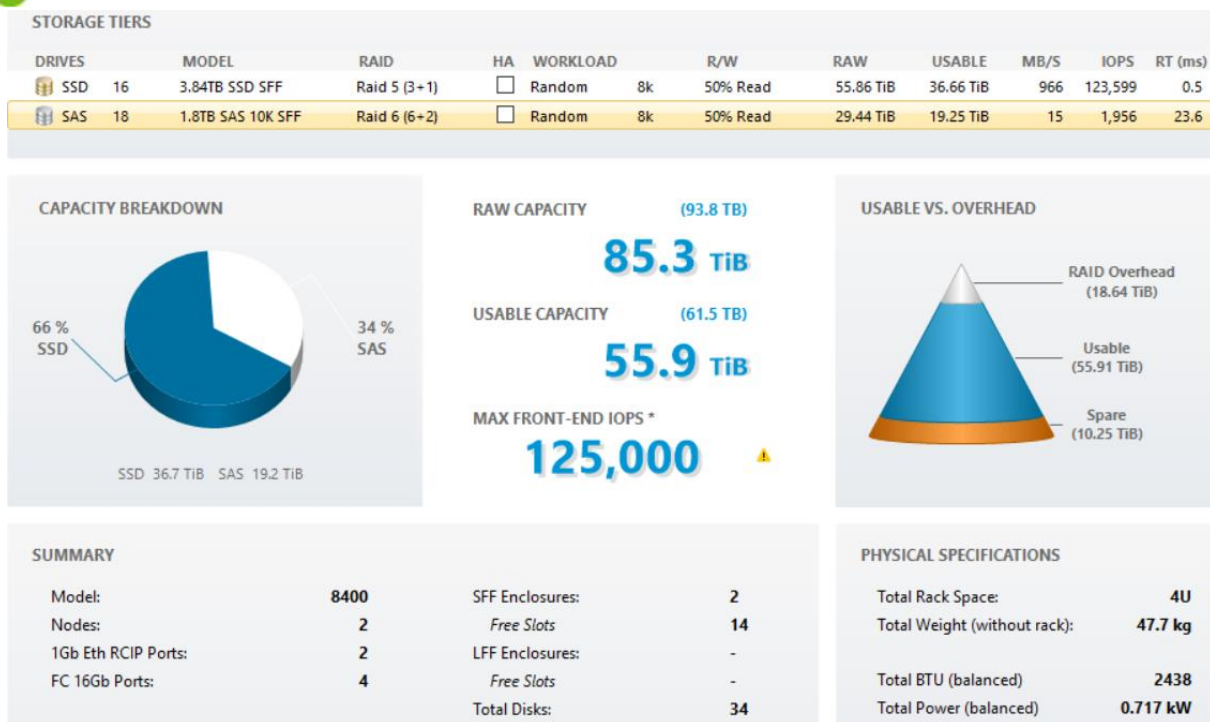 STORAGE TIERS
DRIVES MODEL RAID HA WORKLOAD R/W RAW USABLE MB/S IOPS RT (ms)
SSD 16 3.84TB SSD SFF Raid 5 (3+1) Random 8k 50% Read 55.86 TiB 36.66 TiB 966 123,599 0.5
SAS 18 1.8TB SAS 10K SFF Raid 6 (6+2) Random 8k 50% Read 29.44 TiB 19.25 TiB 15 1,956 23.6
CAPACITY BREAKDOWN
66 %
SSD
34 %
SAS
SSD 36.7 TiB SAS 19.2 TiB
RAW CAPACITY (93.8 TB)
85.3 TiB
USABLE CAPACITY (61.5 TB)
55.9 TiB
MAX FRONT-END IOPS *
125,000
USABLE VS. OVERHEAD
RAID Overhead
(18.64 TiB)
Usable
(55.91 TiB)
Spare
(10.25 TiB)
SUMMARY
Model: 8400
Nodes: 2
1Gb Eth RCIP Ports: 2
FC 16Gb Ports: 4
SFF Enclosures: 2
Free Slots 14
LFF Enclosures: -
Free Slots -
Total Disks: 34
PHYSICAL SPECIFICATIONS
Total Rack Space: 4U
Total Weight (without rack): 47.7 kg
Total BTU (balanced) 2438
Total Power (balanced) 0.717 kW